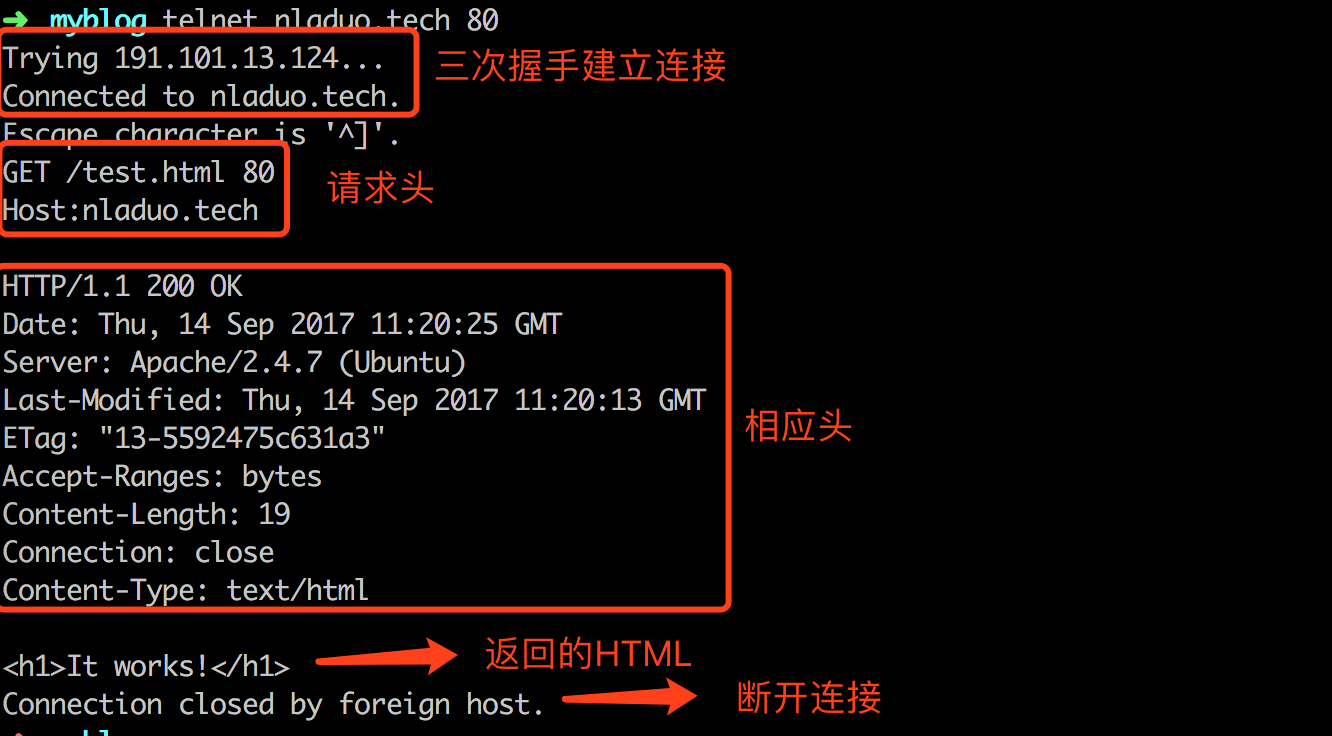 ➜ myblog telnet nladuo.tech 80
Trying 191.101.13.124...
三次握手建立连接
Connected to nladuo.tech.
Escape character is '^]'.
GET /test.html 80
请求头
Host:nladuo.tech
HTTP/1.1 200 OK
Date: Thu, 14 Sep 2017 11:20:25 GMT
Server: Apache/2.4.7 (Ubuntu)
Last-Modified: Thu, 14 Sep 2017 11:20:13 GMT
相应头
ETag: "13-5592475c631a3"
Accept-Ranges: bytes
Content-Length: 19
Connection: close
Content-Type: text/html
<h1>It works!</h1>
返回的HTML
Connection closed by foreign host.
断开连接